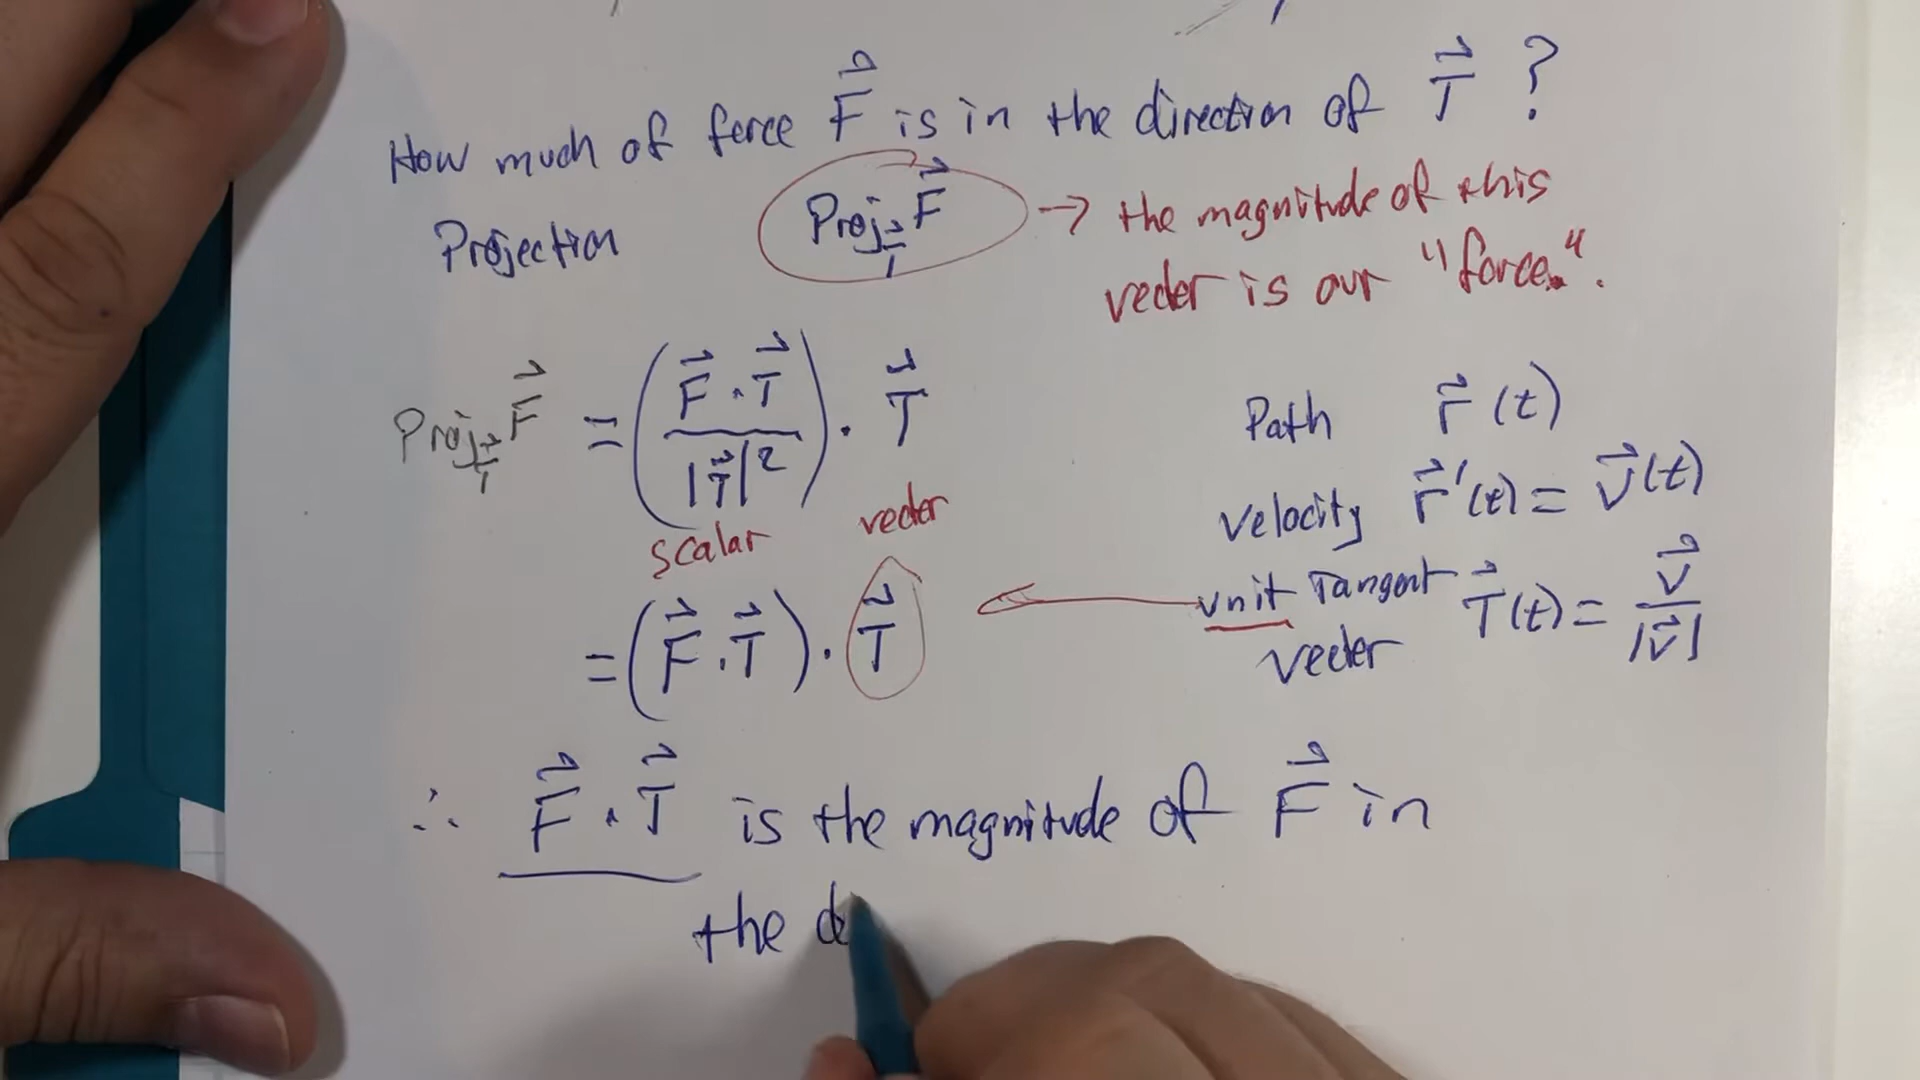 How much of force F⃗ is in the direction of T⃗ ?
Projection Proj_T⃗ F⃗ → the magnitude of this
vector is our "force".
Proj_T⃗ F⃗ = (F⃗ · T⃗ / |T⃗|²) · T⃗
scalar vector
Path r⃗(t)
velocity r⃗'(t) = v⃗(t)
= (F⃗ · T⃗) · T⃗
unit Tangent T⃗(t) = v⃗ / |v⃗|
vector
∴ F⃗ · T⃗ is the magnitude of F⃗ in
the d